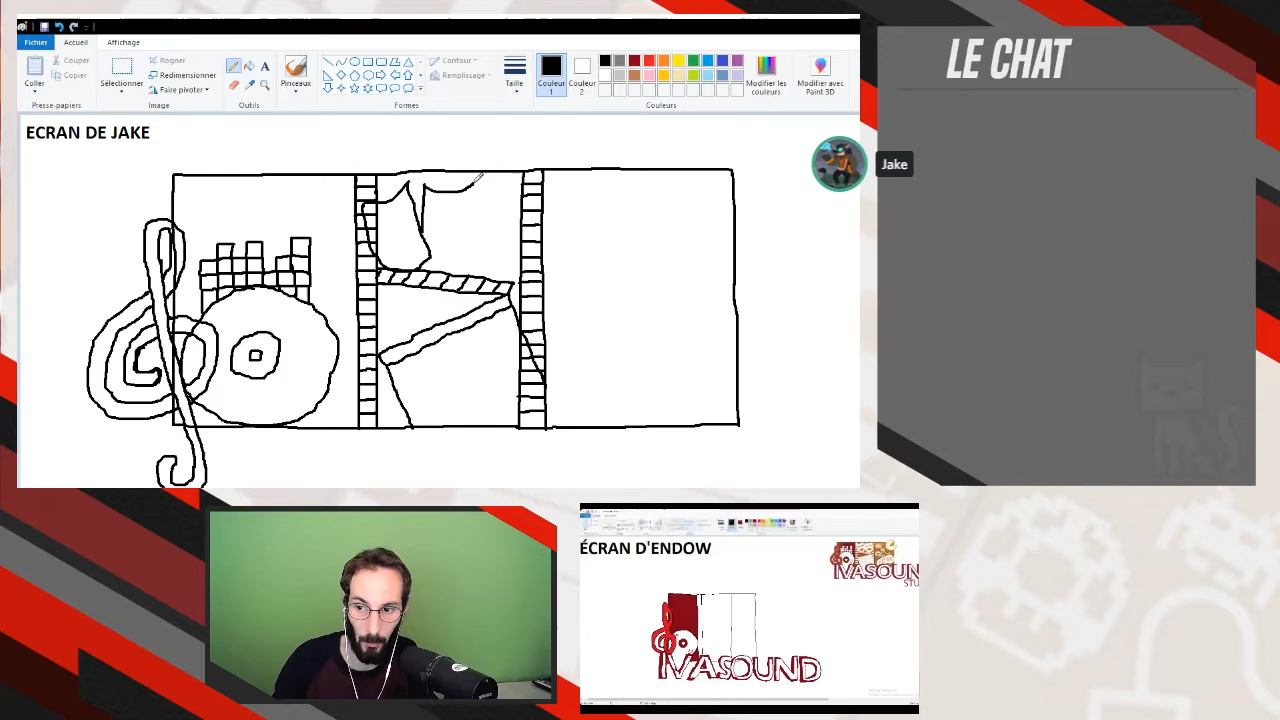 Fichier Accueil Affichage
Coller
Couper
Copier
Presse-papiers
Sélectionner
Rogner
Redimensionner
Faire pivoter
Image
A
Outils
Pinceaux
Formes
Contour
Remplissage
Taille
Couleur 1
Couleur 2
Modifier les couleurs
Modifier avec Paint 3D
Couleurs
ECRAN DE JAKE
Jake
LE CHAT
ÉCRAN D'ENDOW
IVASOUN
STU
IVASOUND